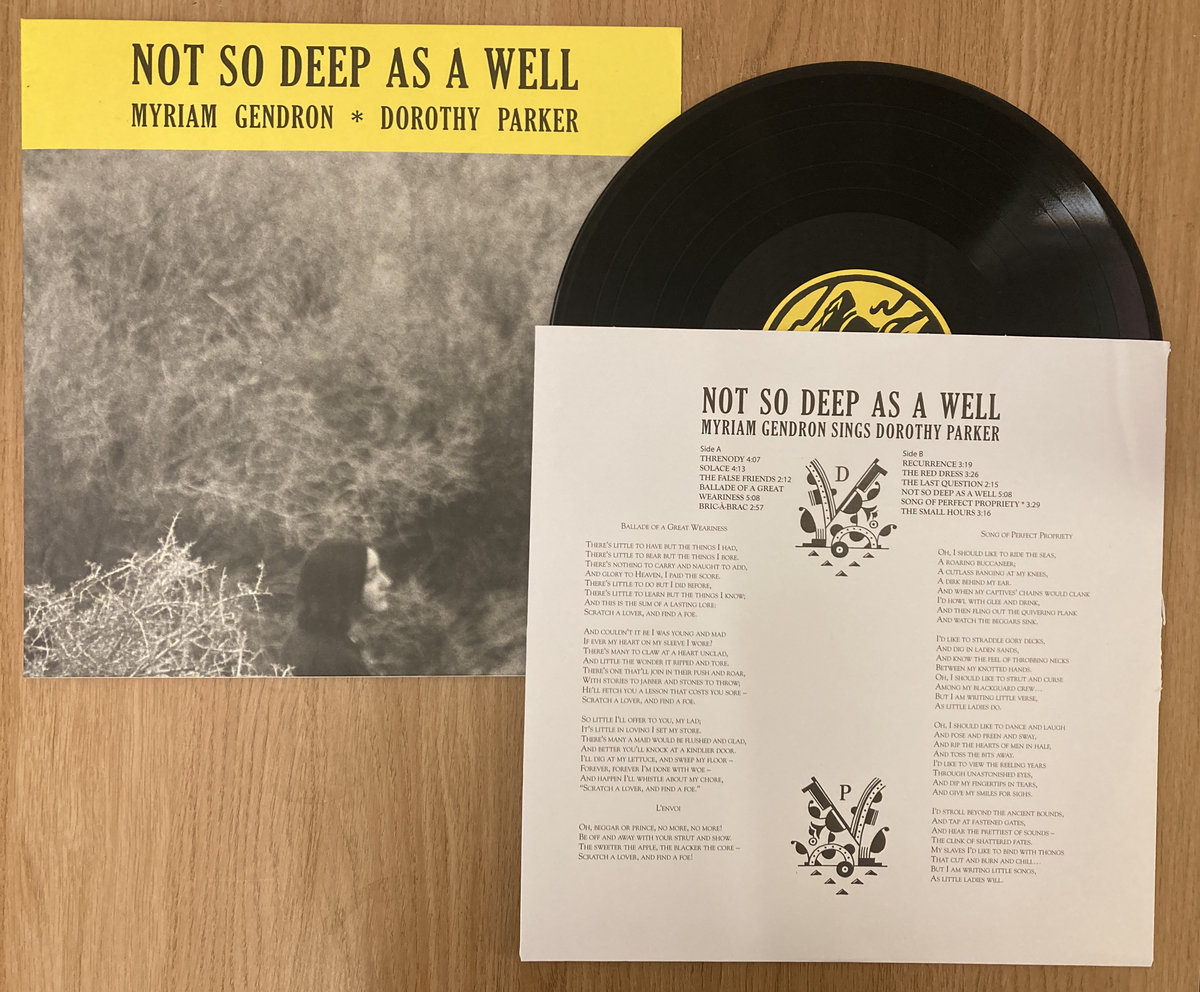 NOT SO DEEP AS A WELL
MYRIAM GENDRON * DOROTHY PARKER
NOT SO DEEP AS A WELL
MYRIAM GENDRON SINGS DOROTHY PARKER
Side A
THRENODY 4:07
SOLACE 4:13
THE FALSE FRIENDS 2:12
BALLADE OF A GREAT
WEARINESS 5:08
BRIC-À-BRAC 2:57
D
Side B
RECURRENCE 3:19
THE RED DRESS 3:26
THE LAST QUESTION 2:15
NOT SO DEEP AS A WELL 5:08
SONG OF PERFECT PROPRIETY * 3:29
THE SMALL HOURS 3:16
BALLADE OF A GREAT WEARINESS
THERE'S LITTLE TO HAVE BUT THE THINGS I HAD,
THERE'S LITTLE TO BEAR BUT THE THINGS I BORE.
THERE'S NOTHING TO CARRY AND NAUGHT TO ADD,
AND GLORY TO HEAVEN, I PAID THE SCORE.
THERE'S LITTLE TO DO BUT I DID BEFORE,
THERE'S LITTLE TO LEARN BUT THE THINGS I KNOW;
AND THIS IS THE SUM OF A LASTING LORE:
SCRATCH A LOVER, AND FIND A FOE.
AND COULDN'T IT BE I WAS YOUNG AND MAD
IF EVER MY HEART ON MY SLEEVE I WORE?
THERE'S MANY TO CLAW AT A HEART UNCLAD,
AND LITTLE THE WONDER IT RIPPED AND TORE.
THERE'S ONE THAT'LL JOIN IN THEIR PUSH AND ROAR,
WITH STORIES TO JABBER AND STONES TO THROW;
HE'LL FETCH YOU A LESSON THAT COSTS YOU SORE –
SCRATCH A LOVER, AND FIND A FOE.
SO LITTLE I'LL OFFER TO YOU, MY LAD;
IT'S LITTLE IN LOVING I SET MY STORE.
THERE'S MANY A MAID WOULD BE FLUSHED AND GLAD,
AND BETTER YOU'LL KNOCK AT A KINDLIER DOOR.
I'LL DIG AT MY LETTUCE, AND SWEEP MY FLOOR –
FOREVER, FOREVER I'M DONE WITH WOE –
AND HAPPEN I'LL WHISTLE ABOUT MY CHORE,
"SCRATCH A LOVER, AND FIND A FOE."
L'ENVOI
OH, BEGGAR OR PRINCE, NO MORE, NO MORE!
BE OFF AND AWAY WITH YOUR STRUT AND SHOW.
THE SWEETER THE APPLE, THE BLACKER THE CORE –
SCRATCH A LOVER, AND FIND A FOE!
P
SONG OF PERFECT PROPRIETY
OH, I SHOULD LIKE TO RIDE THE SEAS,
A ROARING BUCCANEER;
A CUTLASS BANGING AT MY KNEES,
A DIRK BEHIND MY EAR.
AND WHEN MY CAPTIVES' CHAINS WOULD CLANK
I'D HOWL WITH GLEE AND DRINK,
AND THEN FLING OUT THE QUIVERING PLANK
AND WATCH THE BEGGARS SINK.
I'D LIKE TO STRADDLE GORY DECKS,
AND DIG IN LADEN SANDS,
AND KNOW THE FEEL OF THROBBING NECKS
BETWEEN MY KNOTTED HANDS.
OH, I SHOULD LIKE TO STRUT AND CURSE
AMONG MY BLACKGUARD CREW...
BUT I AM WRITING LITTLE VERSE,
AS LITTLE LADIES DO.
OH, I SHOULD LIKE TO DANCE AND LAUGH
AND POSE AND PREEN AND SWAY,
AND RIP THE HEARTS OF MEN IN HALF,
AND TOSS THE BITS AWAY.
I'D LIKE TO VIEW THE REELING YEARS
THROUGH UNASTONISHED EYES,
AND DIP MY FINGERTIPS IN TEARS,
AND GIVE MY SMILES FOR SIGHS.
I'D STROLL BEYOND THE ANCIENT BOUNDS,
AND TAP AT FASTENED GATES,
AND HEAR THE PRETTIEST OF SOUNDS –
THE CLINK OF SHATTERED FATES.
MY SLAVES I'D LIKE TO BIND WITH THONGS
THAT CUT AND BURN AND CHILL...
BUT I AM WRITING LITTLE SONGS,
AS LITTLE LADIES WILL.